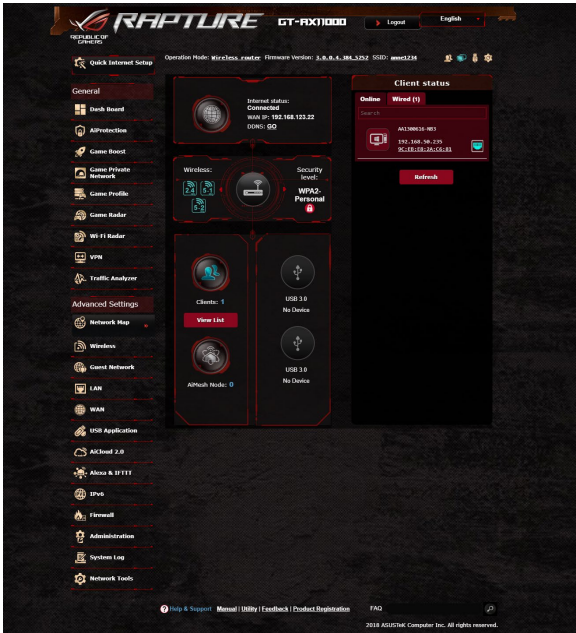 REPUBLIC OF
GAMERS
RAPTURE
GT-AX11000
Logout
English
Quick Internet Setup
Operation Mode: Wireless router Firmware Version: 3.0.0.4.384_5252 SSID: anne1234
General
Dash Board
AiProtection
Game Boost
Game Private
Network
Game Profile
Game Radar
Wi-Fi Radar
VPN
Traffic Analyzer
Advanced Settings
Network Map
Wireless
Guest Network
LAN
WAN
USB Application
AiCloud 2.0
Alexa & IFTTT
IPv6
Firewall
Administration
System Log
Network Tools
Internet status:
Connected
WAN IP: 192.168.123.22
DDNS: GO
Wireless:
2.4
5-1
5-2
Security
level:
WPA2-
Personal
Clients: 1
View List
AiMesh Node: 0
USB 3.0
No Device
USB 3.0
No Device
Client status
Online
Wired (1)
Search
AA1300616-NB3
192.168.50.235
Refresh
Help & Support Manual | Utility | Feedback | Product Registration
FAQ
2018 ASUSTeK Computer Inc. All rights reserved.